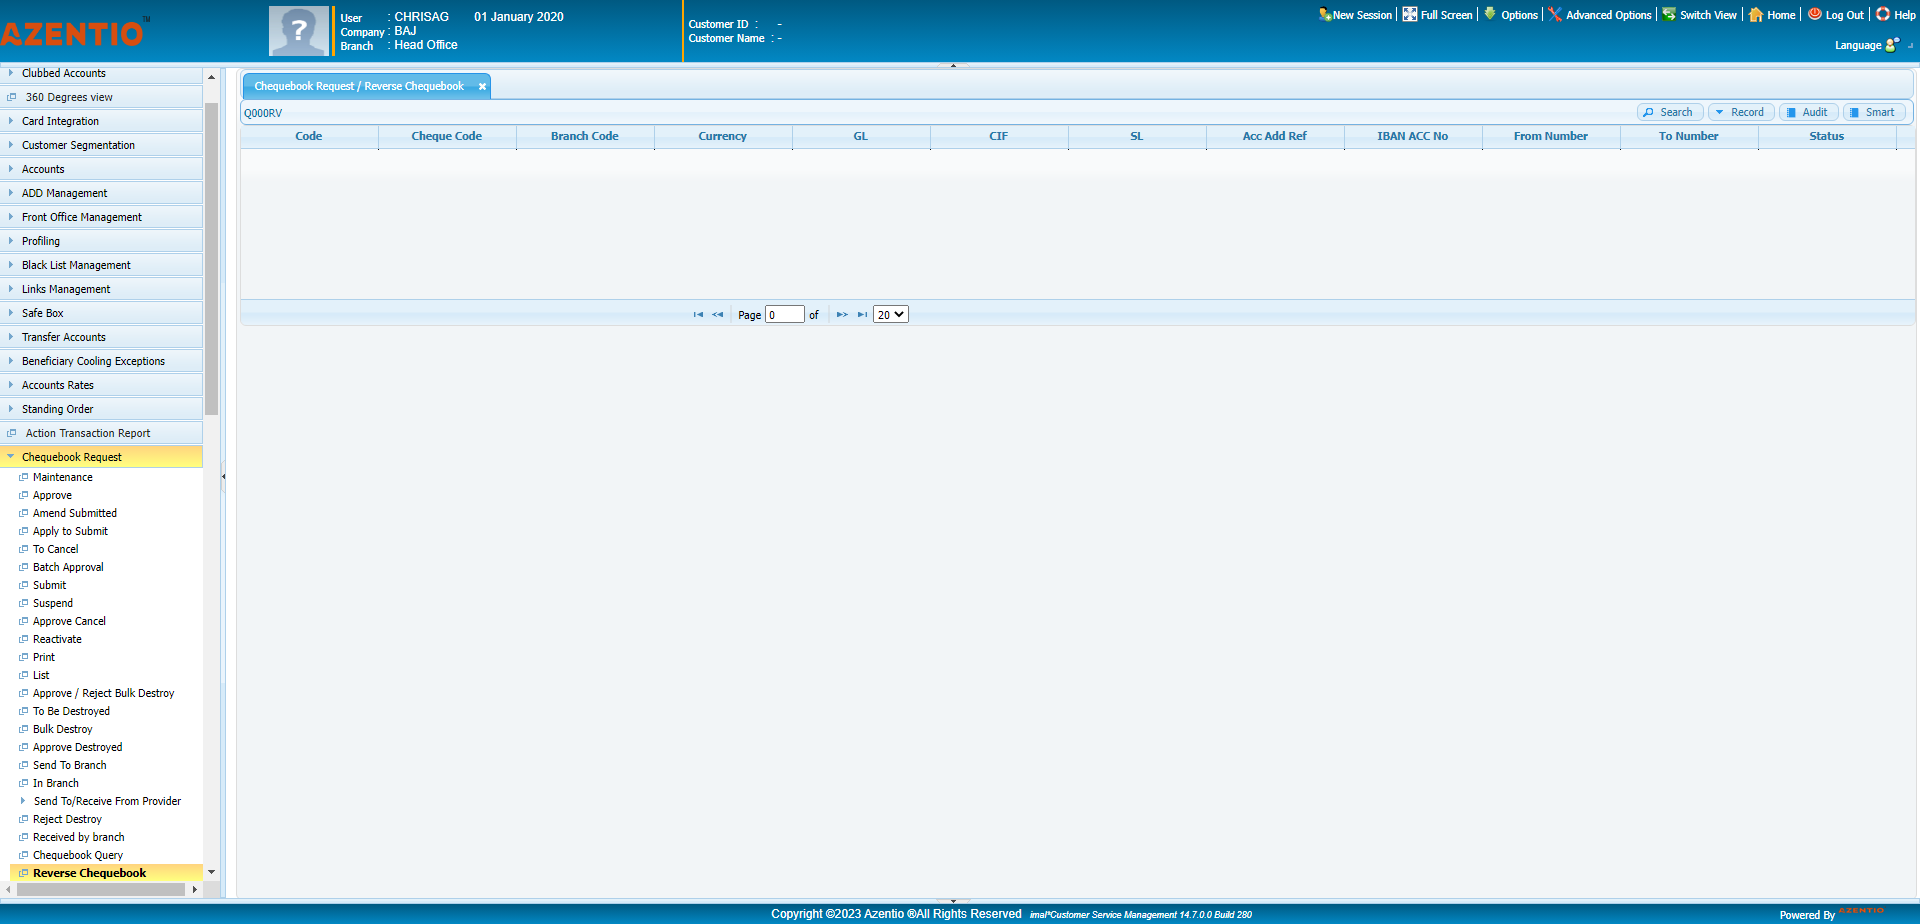 AZENTIO™
User : CHRISAG 01 January 2020
Company : BAJ
Branch : Head Office
Customer ID : -
Customer Name : -
New Session
Full Screen
Options
Advanced Options
Switch View
Home
Log Out
Help
Language
Clubbed Accounts
360 Degrees view
Card Integration
Customer Segmentation
Accounts
ADD Management
Front Office Management
Profiling
Black List Management
Links Management
Safe Box
Transfer Accounts
Beneficiary Cooling Exceptions
Accounts Rates
Standing Order
Action Transaction Report
Chequebook Request
Maintenance
Approve
Amend Submitted
Apply to Submit
To Cancel
Batch Approval
Submit
Suspend
Approve Cancel
Reactivate
Print
List
Approve / Reject Bulk Destroy
To Be Destroyed
Bulk Destroy
Approve Destroyed
Send To Branch
In Branch
Send To/Receive From Provider
Reject Destroy
Received by branch
Chequebook Query
Reverse Chequebook
Chequebook Request / Reverse Chequebook
Q000RV
Search
Record
Audit
Smart
Code Cheque Code Branch Code Currency GL CIF SL Acc Add Ref IBAN ACC No From Number To Number Status
Page 0 of 20
Copyright ©2023 Azentio ®All Rights Reserved imal*Customer Service Management 14.7.0.0 Build 280
Powered By AZENTIO